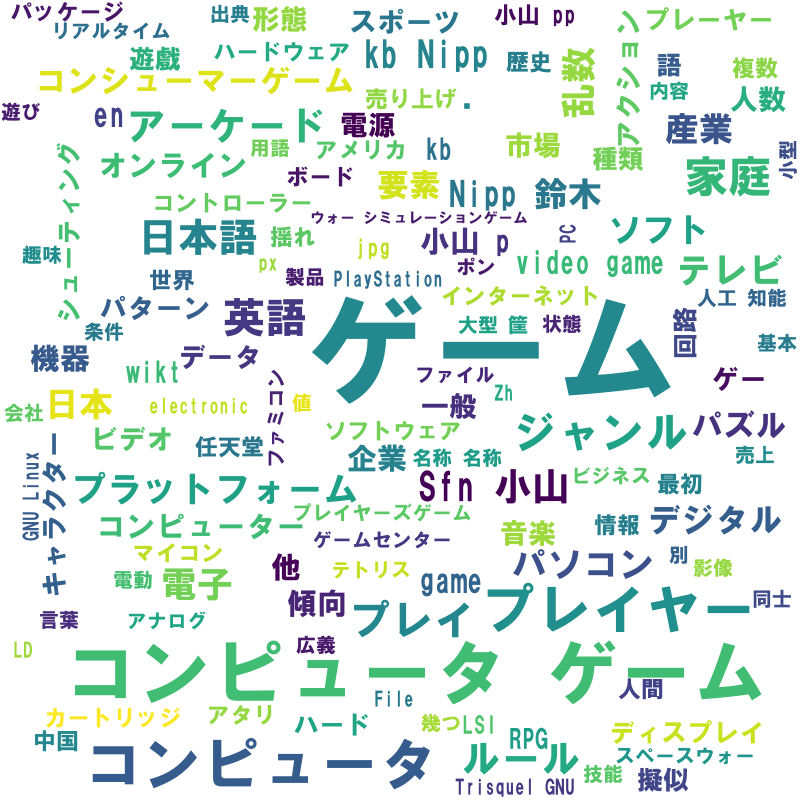 パッケージ
出典
形態
スポーツ
小山 pp
プレーヤー
リアルタイム
遊戯
ハードウェア
kb Nipp
歴史
乱数
アクション
語
複数
コンシューマーゲーム
売り上げ
.
内容
人数
遊び
en
アーケード
電源
用語
アメリカ
kb
市場
産業
種類
小型
シューティング
オンライン
ボード
要素
Nipp 鈴木
家庭
コントローラー
ウォー シミュレーションゲーム
日本語
揺れ
小山 p
PC
ソフト
趣味
jpg
px
世界
製品
PlayStation
ポン
video game
テレビ
パターン
英語
インターネット
人工 知能
条件
大型 筐
状態
回路
基本
機器
データ
ゲーム
wikt
ファミコン
ファイル
Zh
ゲー
会社
日本
electronic
値
一般
ジャンル
パズル
ビデオ
任天堂
ソフトウェア
企業
名称 名称
売上
GNU Linux
キャラクター
プラットフォーム
Sfn 小山
ビジネス
最初
コンピューター
プレイヤーズゲーム
音楽
情報
デジタル
マイコン
ゲームセンター
電動
電子
他
テトリス
game
パソコン
別
影像
言葉
アナログ
傾向
プレイ
プレイヤー
同士
LD
広義
コンピュータ ゲーム
人間
カートリッジ
アタリ
ハード
File
幾つ
LSI
RPG
ディスプレイ
中国
コンピュータ
ルール
スペースウォー
Trisquel GNU
技能
擬似